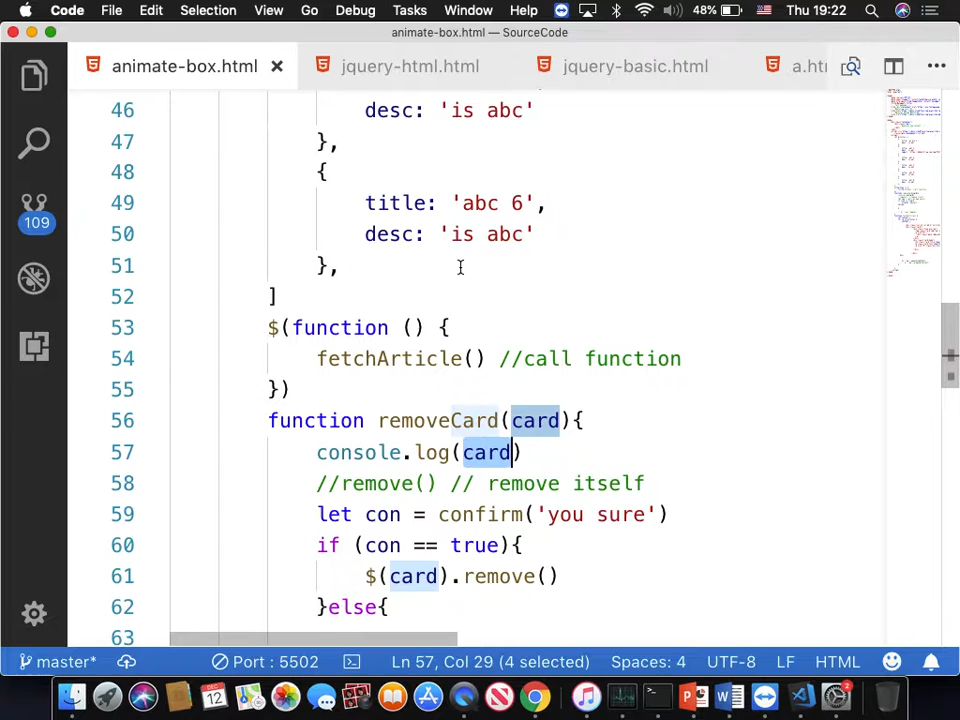 Code File Edit Selection View Go Debug Tasks Window Help 48% Thu 19:22
animate-box.html — SourceCode
animate-box.html jquery-html.html jquery-basic.html a.ht
46 desc: 'is abc'
47 },
48 {
49 title: 'abc 6',
50 desc: 'is abc'
51 },
52 ]
53 $(function () {
54 fetchArticle() //call function
55 })
56 function removeCard(card){
57 console.log(card)
58 //remove() // remove itself
59 let con = confirm('you sure')
60 if (con == true){
61 $(card).remove()
62 }else{
63
109
master* Port : 5502 Ln 57, Col 29 (4 selected) Spaces: 4 UTF-8 LF HTML
DEC
12
2